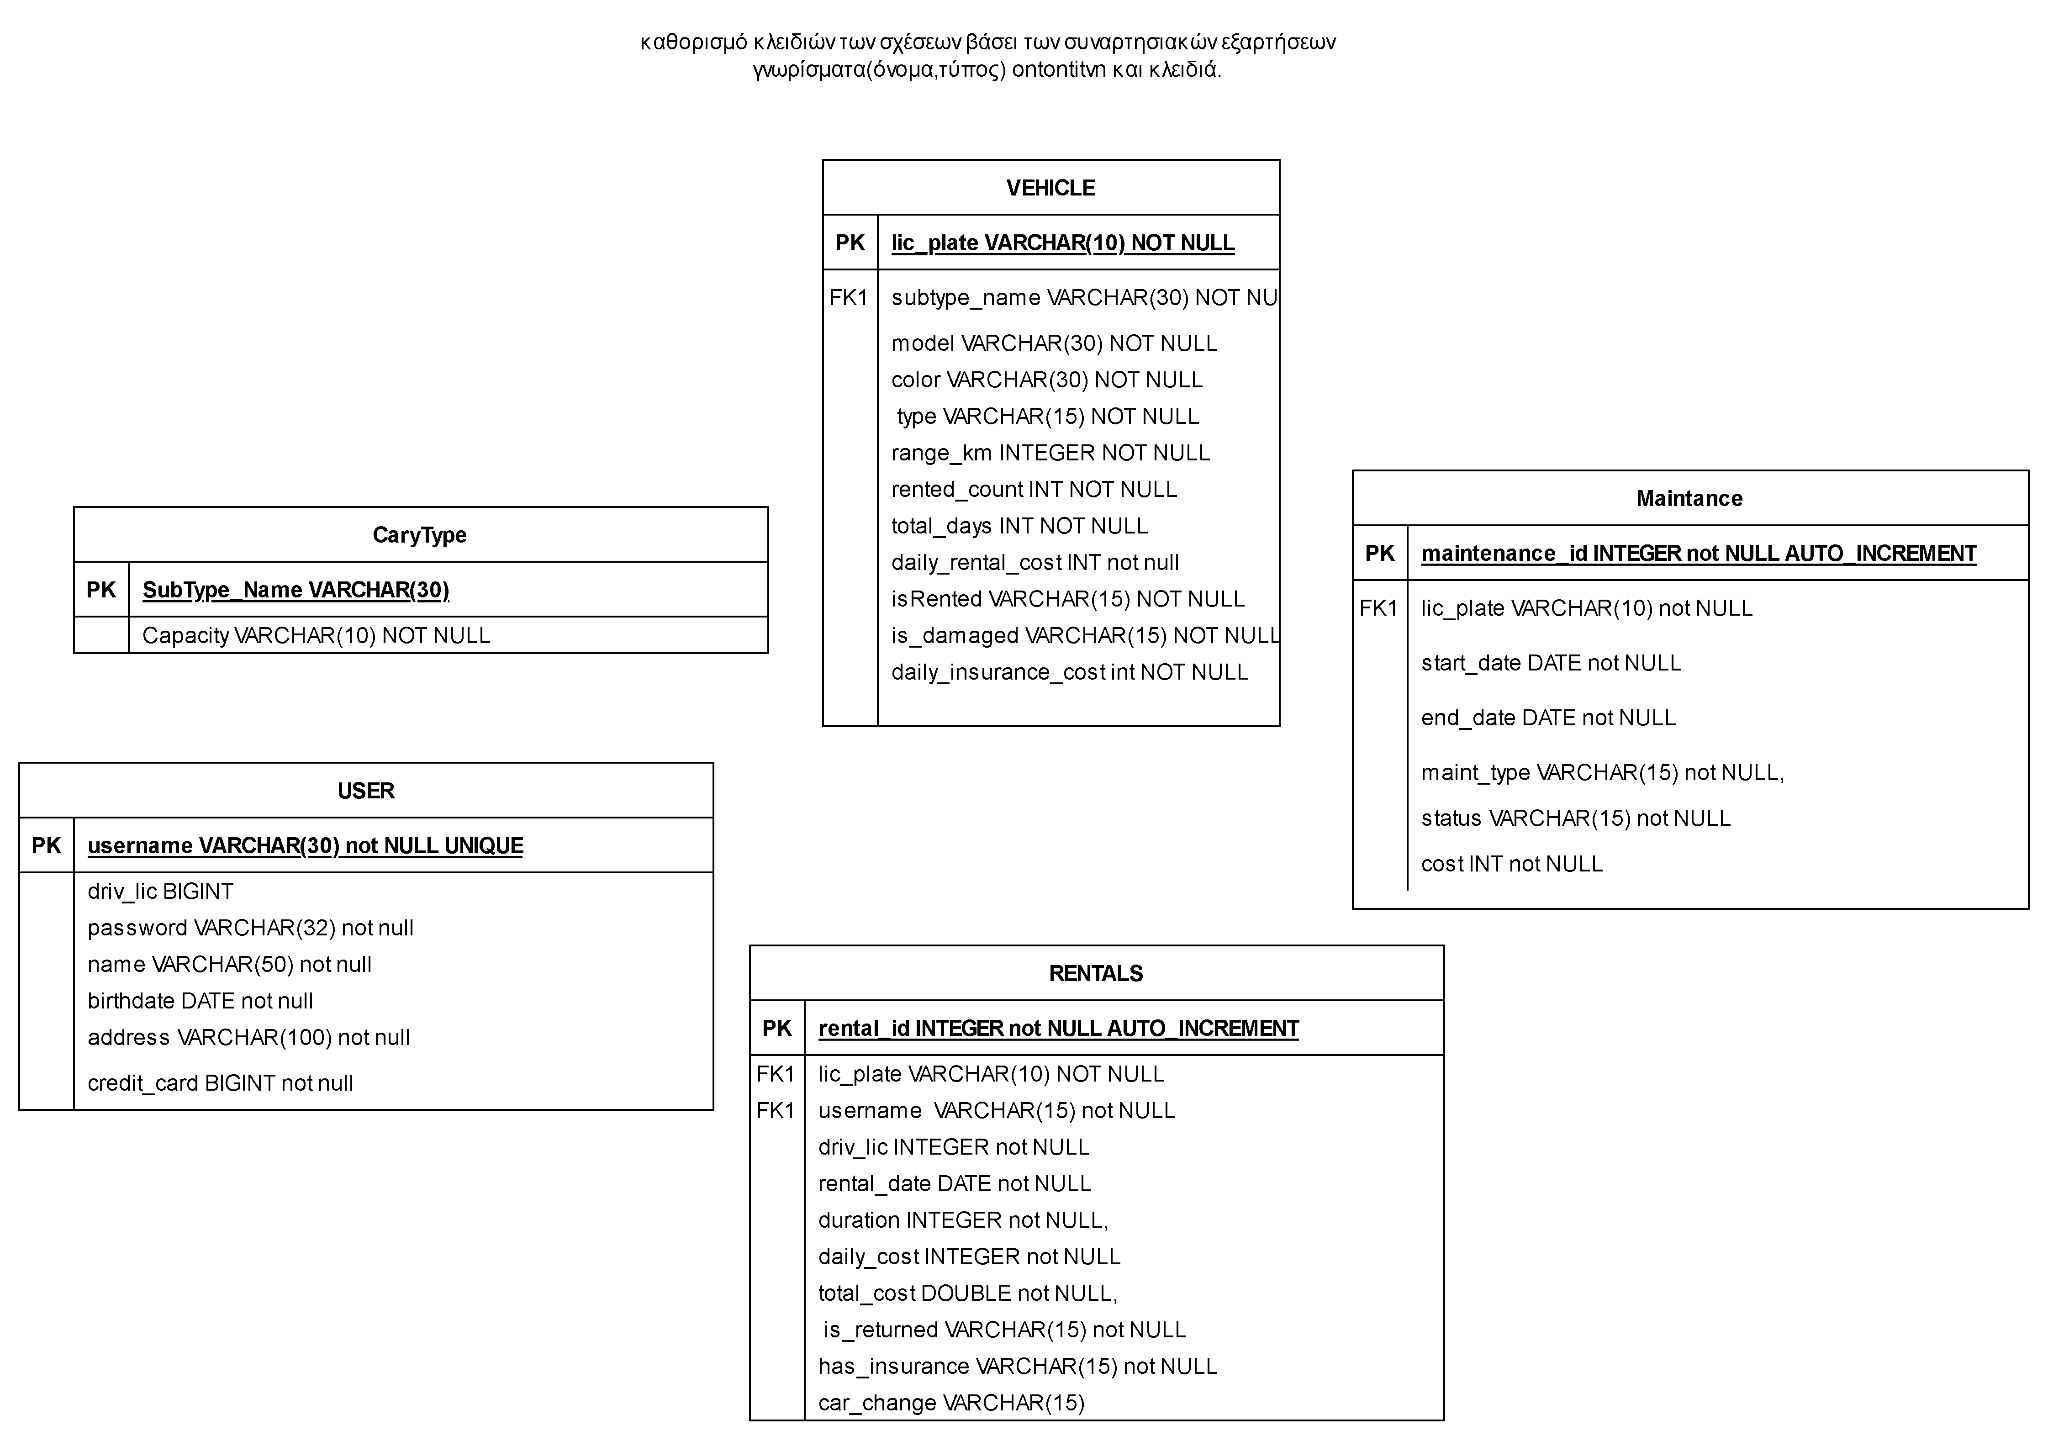 καθορισμό κλειδιών των σχέσεων βάσει των συναρτησιακών εξαρτήσεων
γνωρίσματα(όνομα,τύπος) ontontitvn και κλειδιά.
VEHICLE
PK lic_plate VARCHAR(10) NOT NULL
FK1 subtype_name VARCHAR(30) NOT NU
model VARCHAR(30) NOT NULL
color VARCHAR(30) NOT NULL
type VARCHAR(15) NOT NULL
range_km INTEGER NOT NULL
rented_count INT NOT NULL
total_days INT NOT NULL
daily_rental_cost INT not null
isRented VARCHAR(15) NOT NULL
is_damaged VARCHAR(15) NOT NULL
daily_insurance_cost int NOT NULL
CaryType
PK SubType_Name VARCHAR(30)
Capacity VARCHAR(10) NOT NULL
Maintance
PK maintenance_id INTEGER not NULL AUTO_INCREMENT
FK1 lic_plate VARCHAR(10) not NULL
start_date DATE not NULL
end_date DATE not NULL
maint_type VARCHAR(15) not NULL,
status VARCHAR(15) not NULL
cost INT not NULL
USER
PK username VARCHAR(30) not NULL UNIQUE
driv_lic BIGINT
password VARCHAR(32) not null
name VARCHAR(50) not null
birthdate DATE not null
address VARCHAR(100) not null
credit_card BIGINT not null
RENTALS
PK rental_id INTEGER not NULL AUTO_INCREMENT
FK1 lic_plate VARCHAR(10) NOT NULL
FK1 username VARCHAR(15) not NULL
driv_lic INTEGER not NULL
rental_date DATE not NULL
duration INTEGER not NULL,
daily_cost INTEGER not NULL
total_cost DOUBLE not NULL,
is_returned VARCHAR(15) not NULL
has_insurance VARCHAR(15) not NULL
car_change VARCHAR(15)